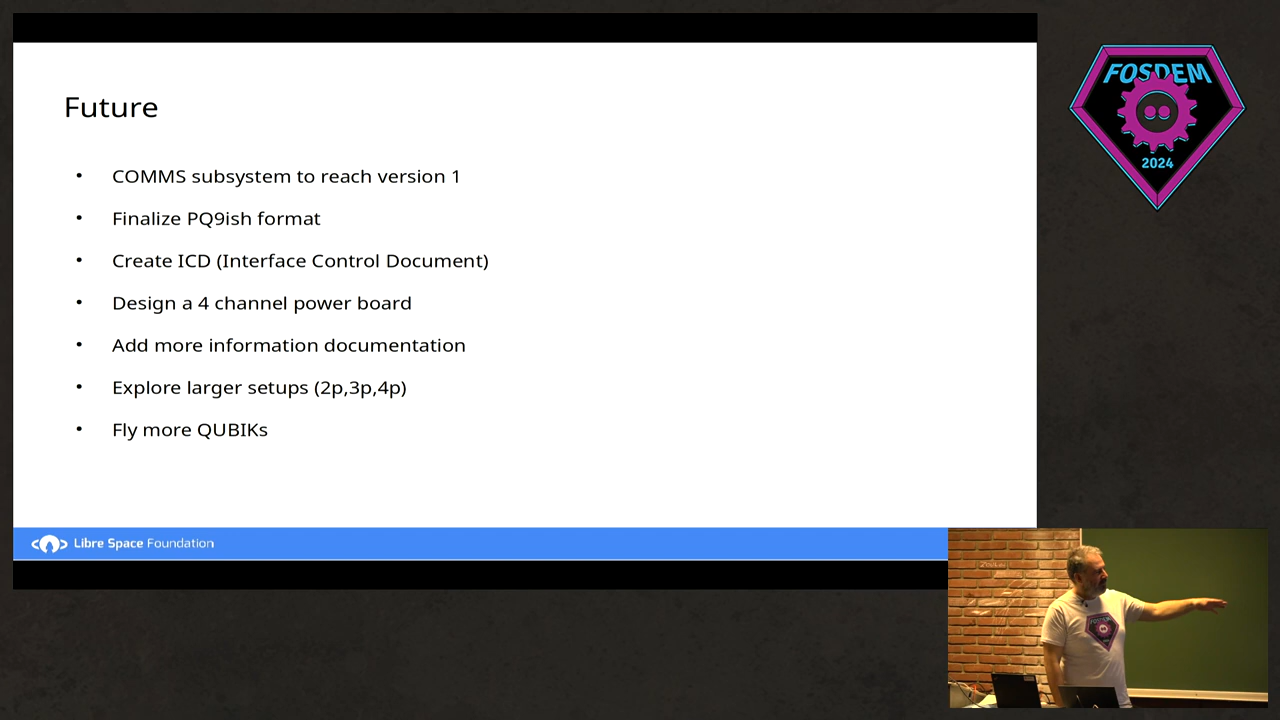 Future
• COMMS subsystem to reach version 1
• Finalize PQ9ish format
• Create ICD (Interface Control Document)
• Design a 4 channel power board
• Add more information documentation
• Explore larger setups (2p,3p,4p)
• Fly more QUBIKs
Libre Space Foundation
FOSDEM
2024
FOSDEM